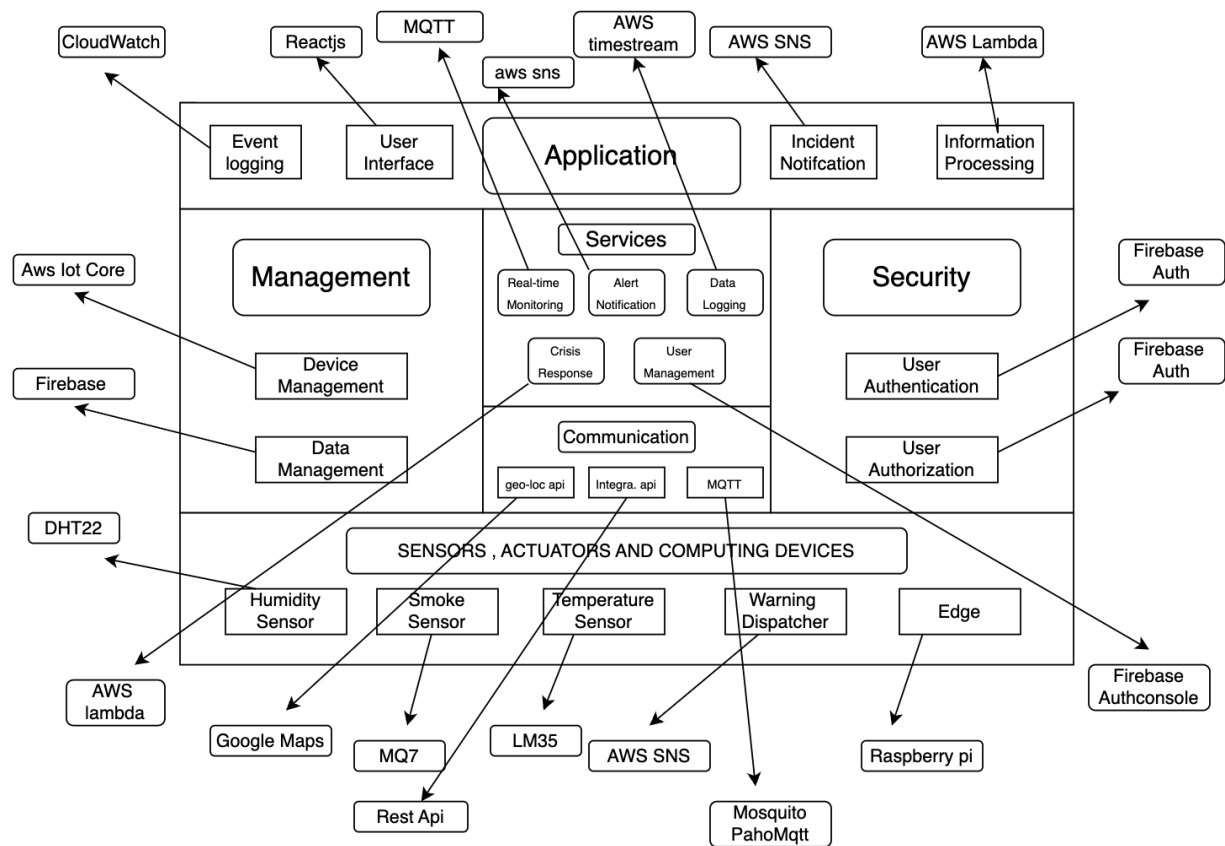 CloudWatch
Reactjs
MQTT
aws sns
AWS
timestream
AWS SNS
AWS Lambda
Event
logging
User
Interface
Application
Incident
Notifcation
Information
Processing
Aws Iot Core
Firebase
Management
Device
Management
Data
Management
Services
Real-time
Monitoring
Alert
Notification
Data
Logging
Crisis
Response
User
Management
Communication
geo-loc api
Integra. api
MQTT
Security
User
Authentication
User
Authorization
Firebase
Auth
Firebase
Auth
DHT22
SENSORS , ACTUATORS AND COMPUTING DEVICES
Humidity
Sensor
Smoke
Sensor
Temperature
Sensor
Warning
Dispatcher
Edge
AWS
lambda
Google Maps
MQ7
Rest Api
LM35
AWS SNS
Mosquito
PahoMqtt
Raspberry pi
Firebase
Authconsole